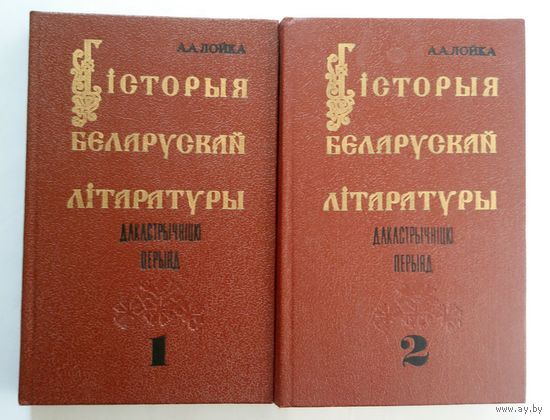 А.А.ЛОЙКА
ГІСТОРЫЯ
БЕЛАРУСКАЙ
ЛІТАРАТУРЫ
ДАКАСТРЫЧНІЦКІ
ПЕРЫЯД
1
А.А.ЛОЙКА
ГІСТОРЫЯ
БЕЛАРУСКАЙ
ЛІТАРАТУРЫ
ДАКАСТРЫЧНІЦКІ
ПЕРЫЯД
2
www.ay.by